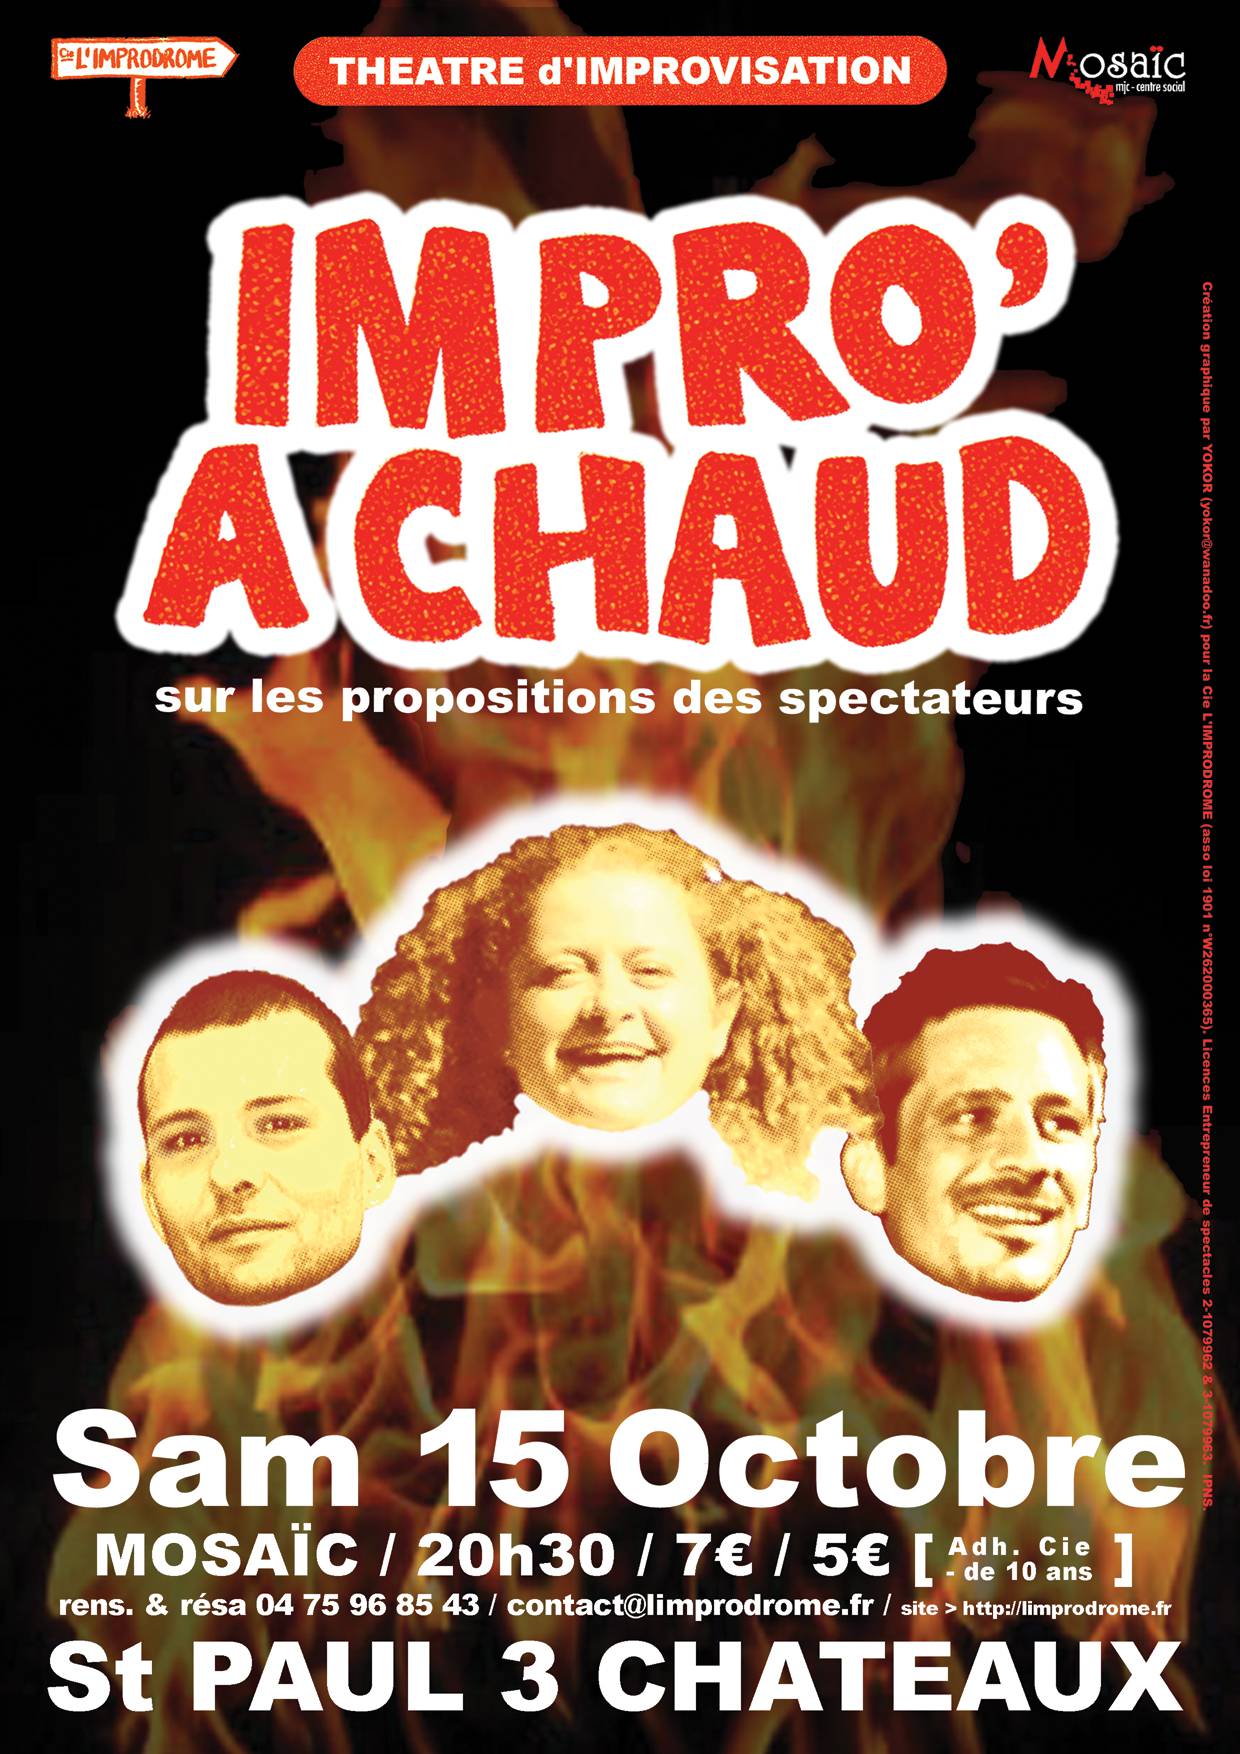 Cie L'IMPRODROME
THEATRE d'IMPROVISATION
Mosaïc
mjc - centre social
IMPRO'
A CHAUD
sur les propositions des spectateurs
Création graphique par YOKOR (yokor@wanadoo.fr) pour la Cie L'IMPRODROME (asso loi 1901 n°W262000365). Licences Entrepreneur de spectacles 2-1079962 & 3-1079963. IPNS.
Sam 15 Octobre
MOSAÏC / 20h30 / 7€ / 5€ [ Adh. Cie
- de 10 ans ]
rens. & résa 04 75 96 85 43 / contact@limprodrome.fr / site > http://limprodrome.fr
St PAUL 3 CHATEAUX